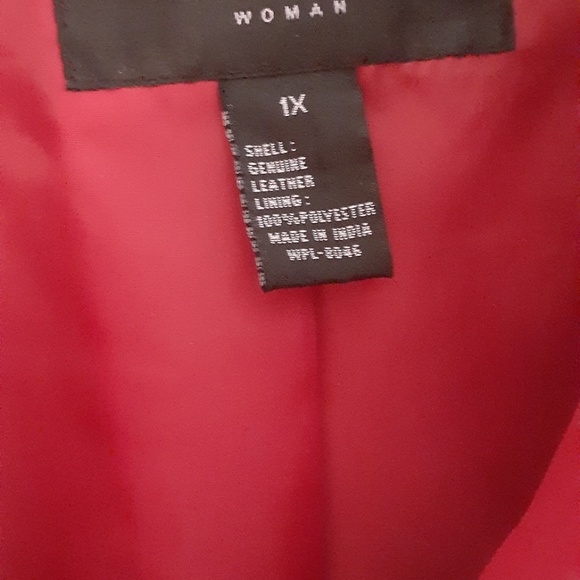 WOMAN
1X
SHELL:
GENUINE
LEATHER
LINING:
100%POLYESTER
MADE IN INDIA
WPL-8046